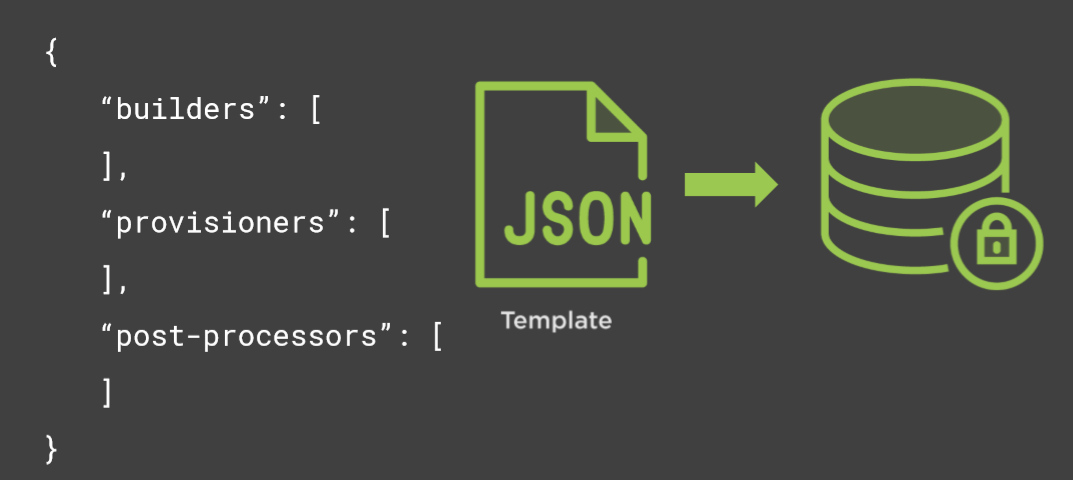 {
“builders”: [
],
“provisioners”: [
],
“post-processors”: [
]
}
JSON
Template